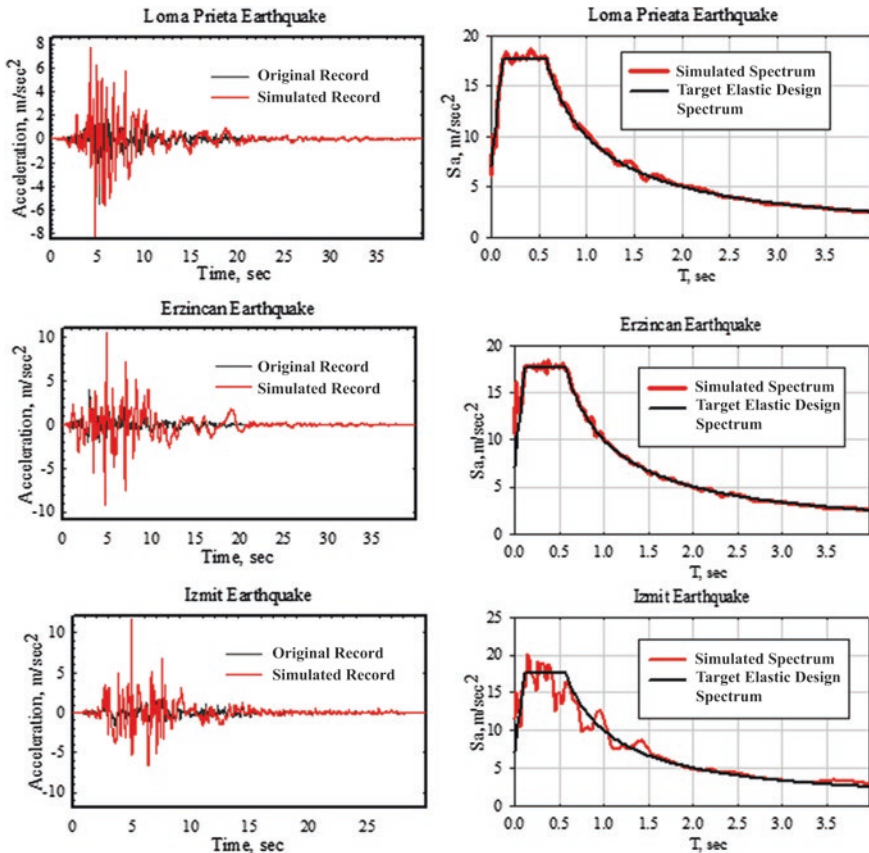 Loma Prieta Earthquake
Acceleration, m/sec2
8
6
4
2
0
-2
-4
-6
-8
Original Record
Simulated Record
0 5 10 15 20 25 30 35
Time, sec
Loma Prieata Earthquake
Sa, m/sec2
20
15
10
5
0
Simulated Spectrum
Target Elastic Design
Spectrum
0.0 0.5 1.0 1.5 2.0 2.5 3.0 3.5
T, sec
Erzincan Earthquake
Acceleration, m/sec2
10
5
0
-5
-10
Original Record
Simulated Record
0 5 10 15 20 25 30 35
Time, sec
Erzincan Earthquake
Sa, m/sec2
20
15
10
5
0
Simulated Spectrum
Target Elastic Design
Spectrum
0.0 0.5 1.0 1.5 2.0 2.5 3.0 3.5
T, sec
Izmit Earthquake
Acceleration, m/sec2
10
5
0
-5
-10
Original Record
Simulated Record
0 5 10 15 20 25
Time, sec
Izmit Earthquake
Sa, m/sec2
25
20
15
10
5
0
Simulated Spectrum
Target Elastic Design
Spectrum
0.0 0.5 1.0 1.5 2.0 2.5 3.0 3.5
T, sec